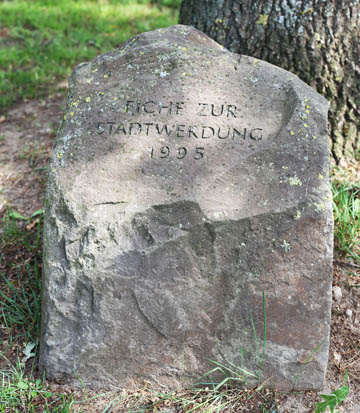 EICHE ZUR
STADTWERDUNG
1995